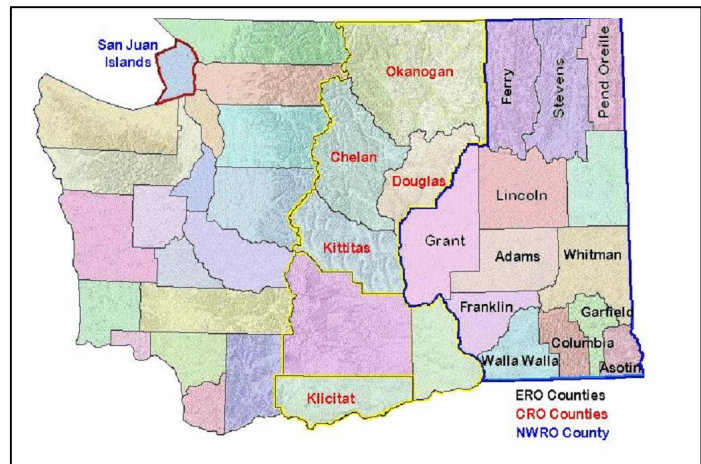 San Juan
Islands
Okanogan
Ferry
Stevens
Pend Oreille
Chelan
Douglas
Lincoln
Kittitas
Grant
Adams
Whitman
Franklin
Garfield
Columbia
Walla Walla
Asotin
Klicitat
ERO Counties
CRO Counties
NWRO County